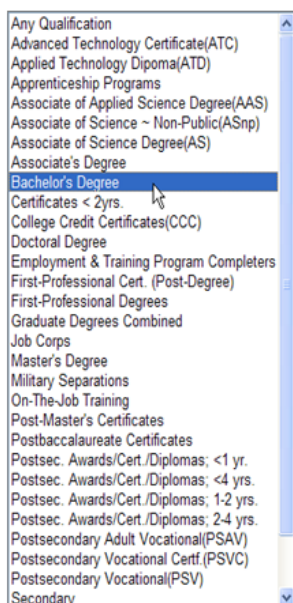 Any Qualification
Advanced Technology Certificate(ATC)
Applied Technology Dipoma(ATD)
Apprenticeship Programs
Associate of Applied Science Degree(AAS)
Associate of Science ~ Non-Public(ASnp)
Associate of Science Degree(AS)
Associate's Degree
Bachelor's Degree
Certificates < 2yrs.
College Credit Certificates(CCC)
Doctoral Degree
Employment & Training Program Completers
First-Professional Cert. (Post-Degree)
First-Professional Degrees
Graduate Degrees Combined
Job Corps
Master's Degree
Military Separations
On-The-Job Training
Post-Master's Certificates
Postbaccalaureate Certificates
Postsec. Awards/Cert./Diplomas; <1 yr.
Postsec. Awards/Cert./Diplomas; <4 yrs.
Postsec. Awards/Cert./Diplomas; 1-2 yrs.
Postsec. Awards/Cert./Diplomas; 2-4 yrs.
Postsecondary Adult Vocational(PSAV)
Postsecondary Vocational Certf.(PSVC)
Postsecondary Vocational(PSV)
Secondary